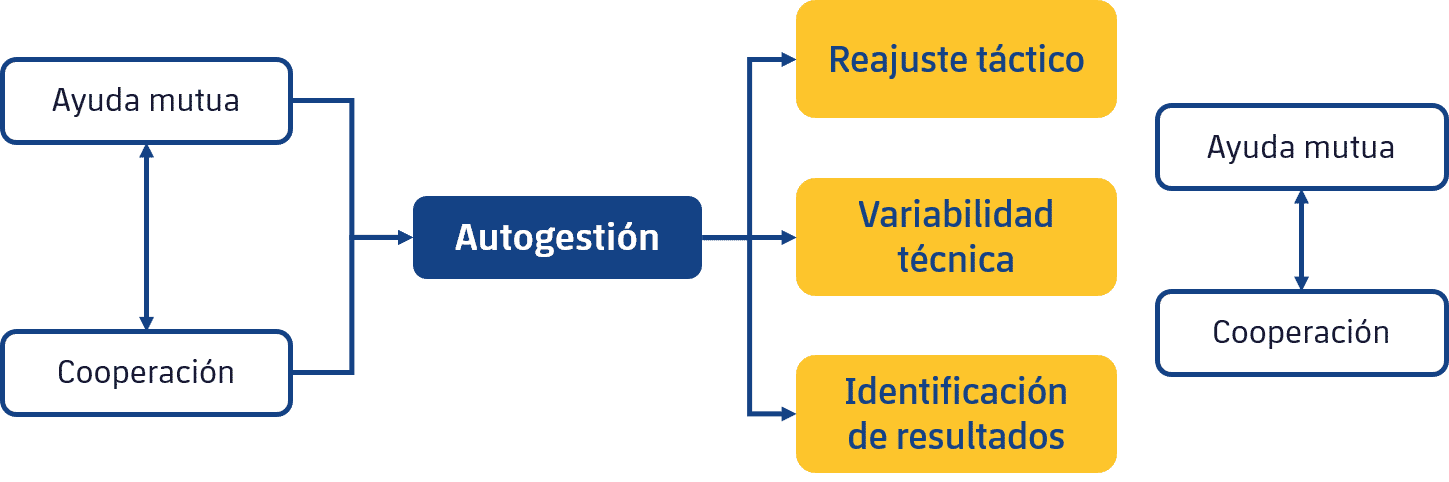 Ayuda mutua
Cooperación
Autogestión
Reajuste táctico
Variabilidad
técnica
Identificación
de resultados
Ayuda mutua
Cooperación